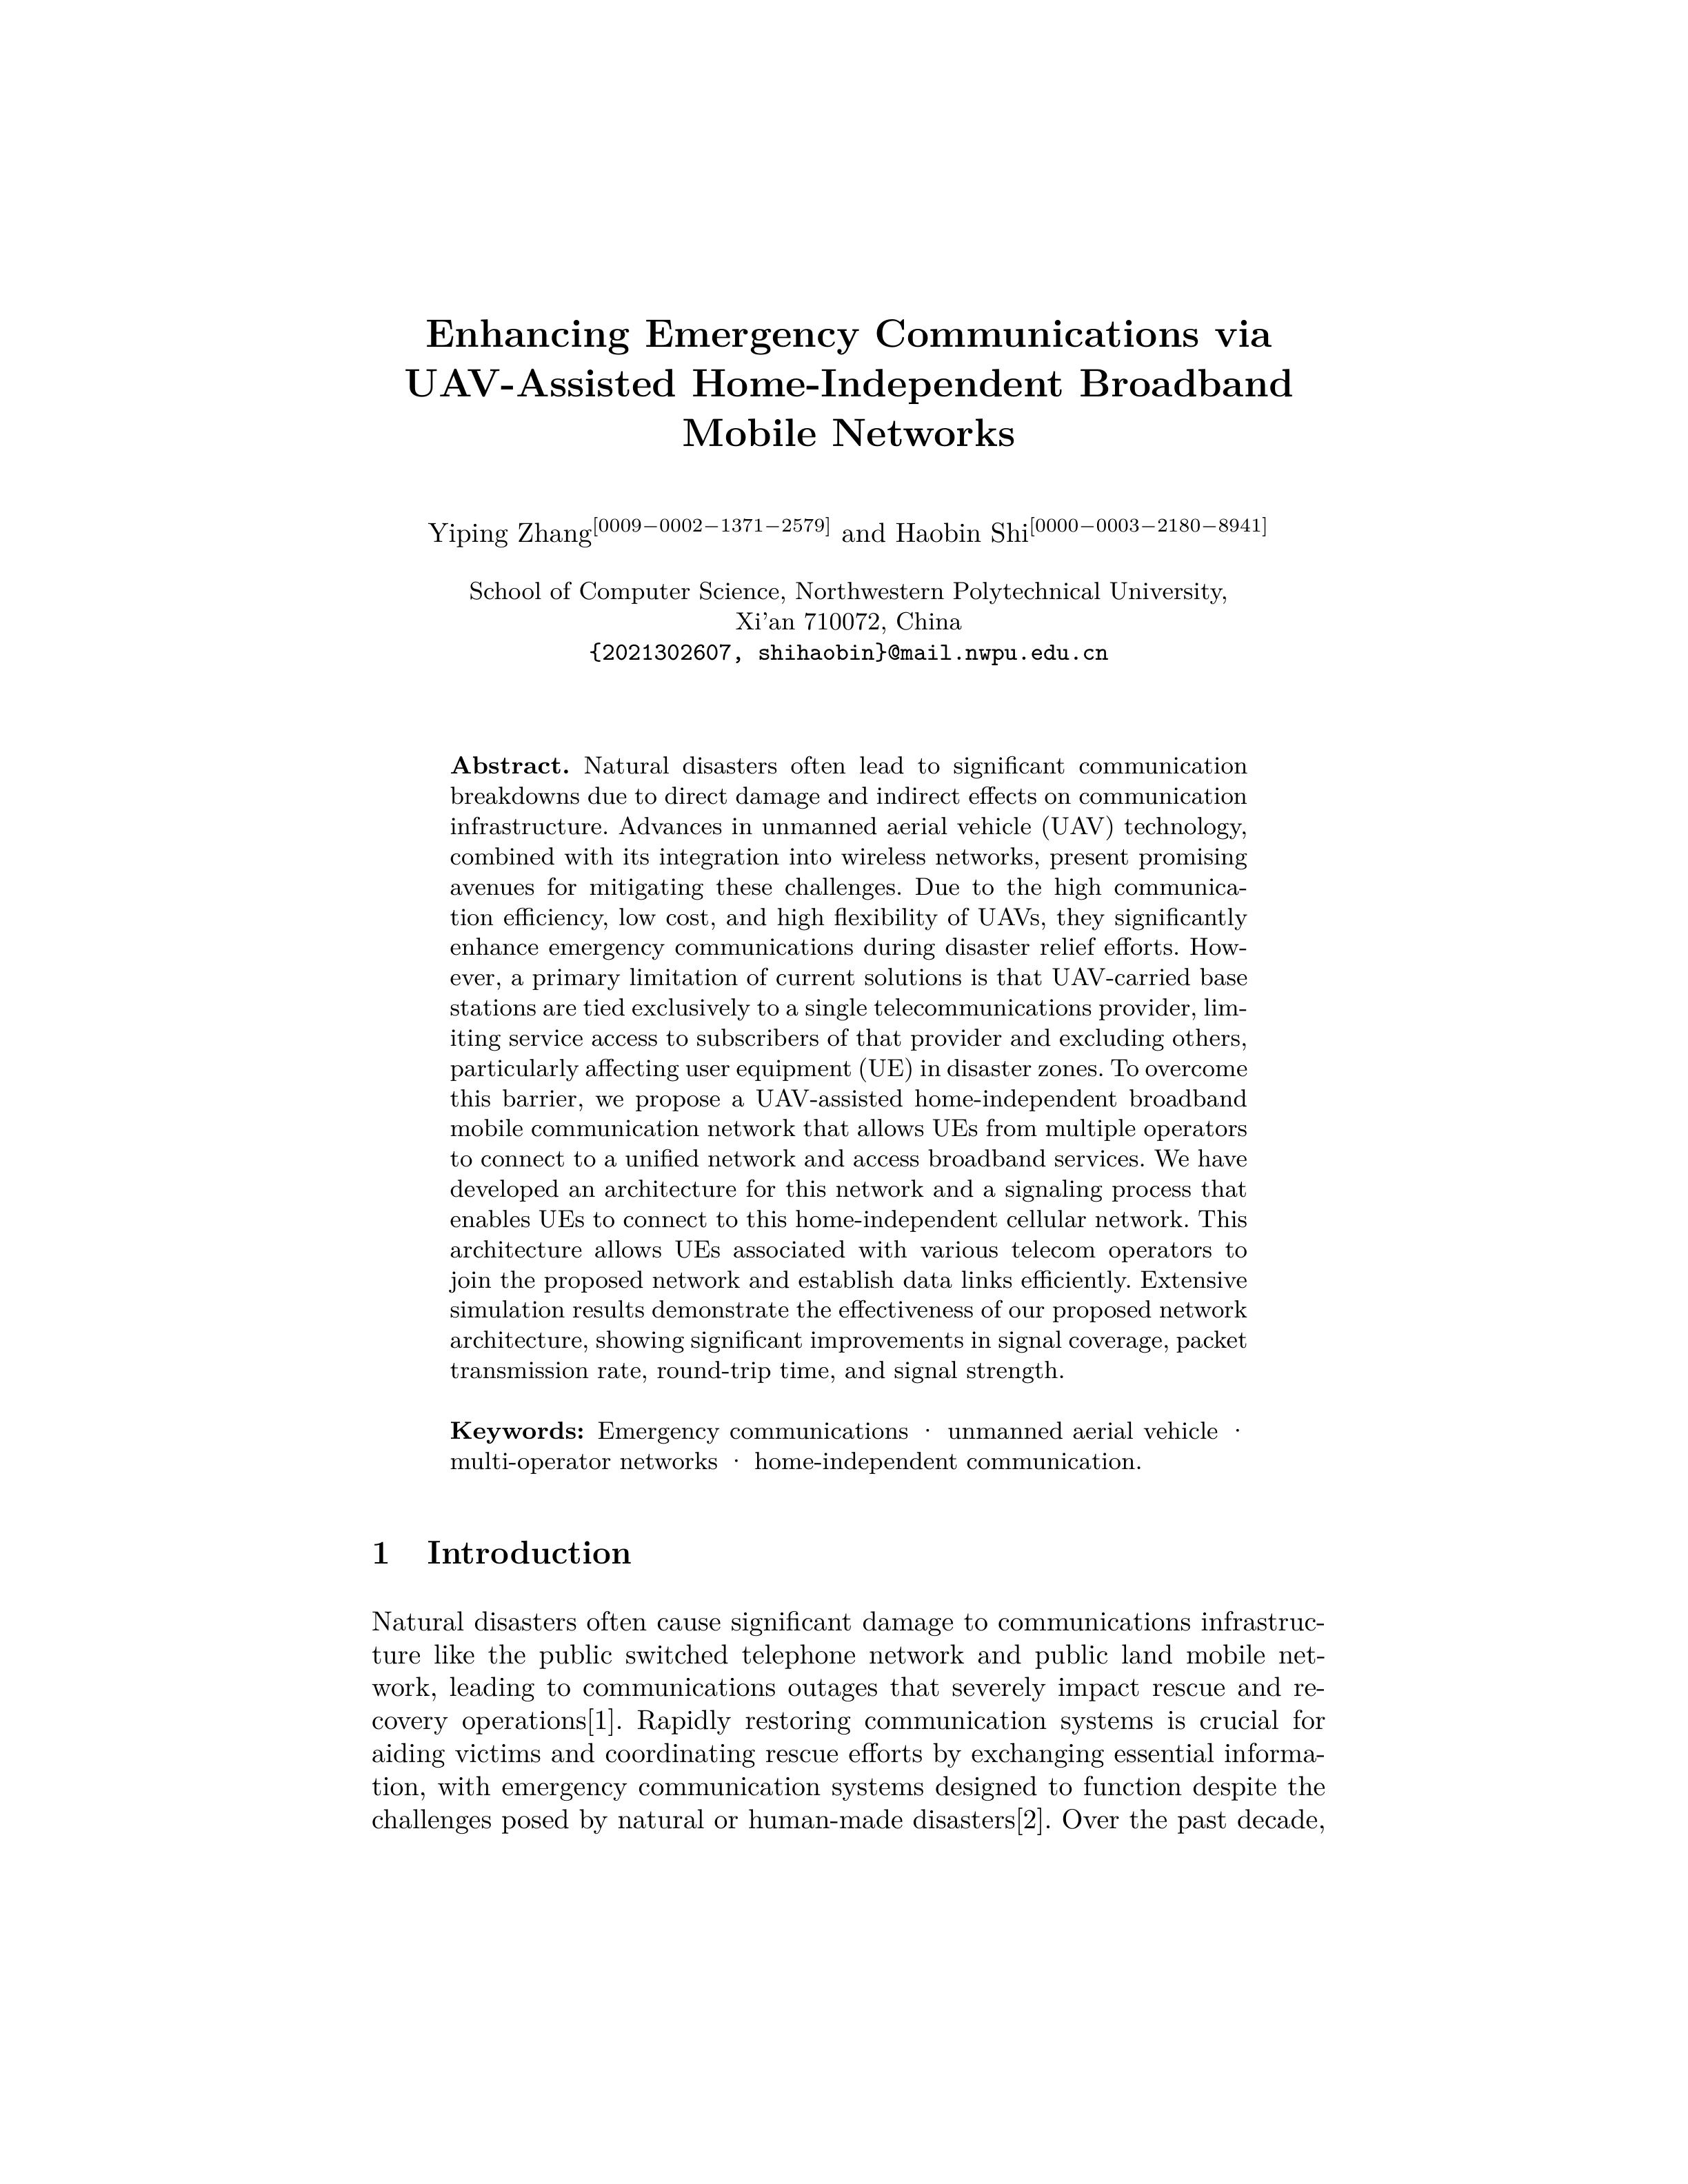 Enhancing Emergency Communications via
UAV-Assisted Home-Independent Broadband
Mobile Networks
Yiping Zhang[0009−0002−1371−2579] and Haobin Shi[0000−0003−2180−8941]
School of Computer Science, Northwestern Polytechnical University,
Xi’an 710072, China
{2021302607, shihaobin}@mail.nwpu.edu.cn
Abstract. Natural disasters often lead to significant communication
breakdowns due to direct damage and indirect effects on communication
infrastructure. Advances in unmanned aerial vehicle (UAV) technology,
combined with its integration into wireless networks, present promising
avenues for mitigating these challenges. Due to the high communica-
tion efficiency, low cost, and high flexibility of UAVs, they significantly
enhance emergency communications during disaster relief efforts. How-
ever, a primary limitation of current solutions is that UAV-carried base
stations are tied exclusively to a single telecommunications provider, lim-
iting service access to subscribers of that provider and excluding others,
particularly affecting user equipment (UE) in disaster zones. To overcome
this barrier, we propose a UAV-assisted home-independent broadband
mobile communication network that allows UEs from multiple operators
to connect to a unified network and access broadband services. We have
developed an architecture for this network and a signaling process that
enables UEs to connect to this home-independent cellular network. This
architecture allows UEs associated with various telecom operators to
join the proposed network and establish data links efficiently. Extensive
simulation results demonstrate the effectiveness of our proposed network
architecture, showing significant improvements in signal coverage, packet
transmission rate, round-trip time, and signal strength.
Keywords: Emergency communications · unmanned aerial vehicle ·
multi-operator networks · home-independent communication.
1 Introduction
Natural disasters often cause significant damage to communications infrastruc-
ture like the public switched telephone network and public land mobile net-
work, leading to communications outages that severely impact rescue and re-
covery operations[1]. Rapidly restoring communication systems is crucial for
aiding victims and coordinating rescue efforts by exchanging essential informa-
tion, with emergency communication systems designed to function despite the
challenges posed by natural or human-made disasters[2]. Over the past decade,